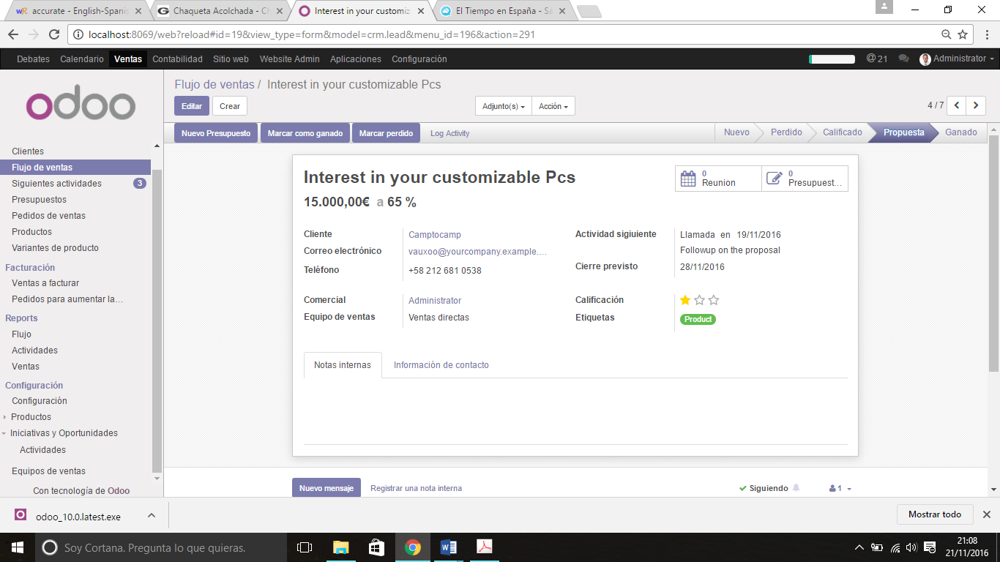 accurate - English-Spanis
Chaqueta Acolchada - Ch
Interest in your customiz
El Tiempo en España - Sa
localhost:8069/web?reload#id=19&view_type=form&model=crm.lead&menu_id=196&action=291
Debates Calendario Ventas Contabilidad Sitio web Website Admin Aplicaciones Configuración @21 Administrator
odoo
Clientes
Flujo de ventas
Siguientes actividades 3
Presupuestos
Pedidos de ventas
Productos
Variantes de producto
Facturación
Ventas a facturar
Pedidos para aumentar la...
Reports
Flujo
Actividades
Ventas
Configuración
Configuración
Productos
Iniciativas y Oportunidades
Actividades
Equipos de ventas
Con tecnología de Odoo
Flujo de ventas / Interest in your customizable Pcs
Editar Crear Adjunto(s) Acción 4 / 7
Nuevo Presupuesto Marcar como ganado Marcar perdido Log Activity Nuevo Perdido Calificado Propuesta Ganado
0 Reunion
0 Presupuest...
Interest in your customizable Pcs
15.000,00€ a 65 %
Cliente Camptocamp
Correo electrónico vauxoo@yourcompany.example....
Teléfono +58 212 681 0538
Actividad sigiuiente Llamada en 19/11/2016
Followup on the proposal
Cierre previsto 28/11/2016
Comercial Administrator
Equipo de ventas Ventas directas
Calificación
Etiquetas Product
Notas internas Información de contacto
Nuevo mensaje Registrar una nota interna Siguiendo 1
odoo_10.0.latest.exe Mostrar todo
Soy Cortana. Pregunta lo que quieras.
21:08
21/11/2016